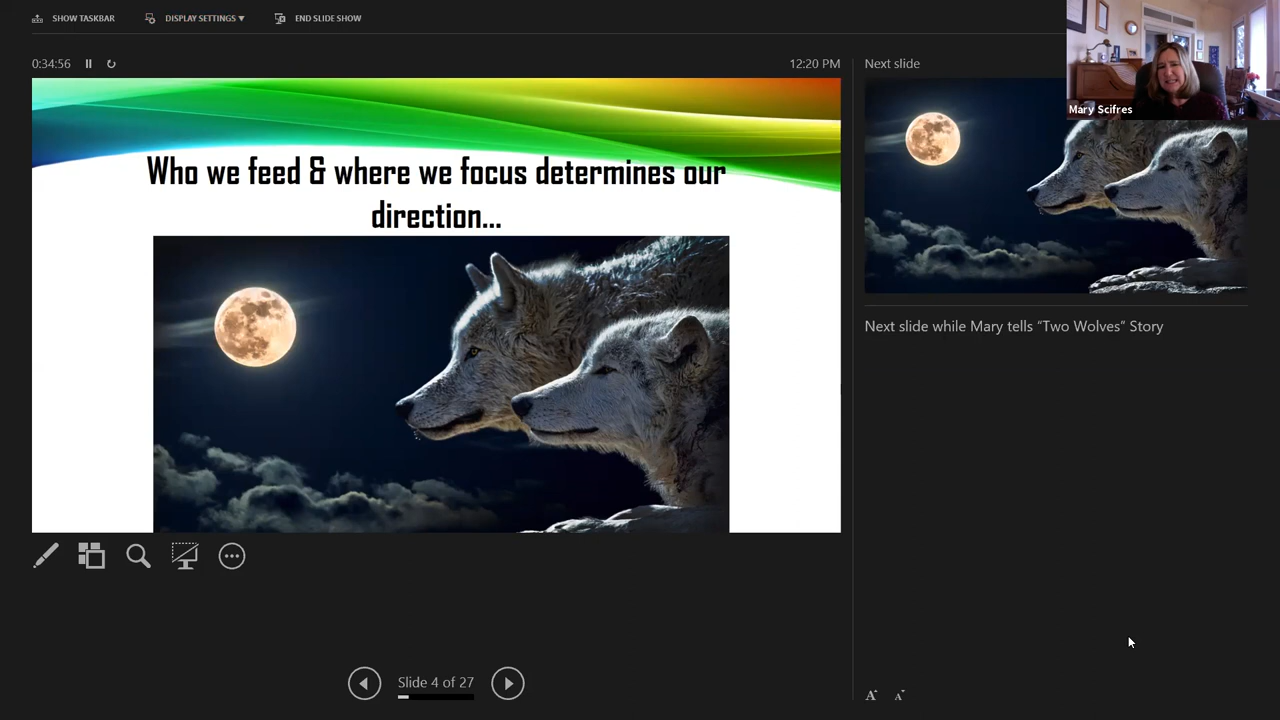 SHOW TASKBAR
DISPLAY SETTINGS ▼
END SLIDE SHOW
0:34:56
12:20 PM
Who we feed & where we focus determines our
direction...
Slide 4 of 27
Next slide
Mary Scifres
Next slide while Mary tells “Two Wolves” Story
A A